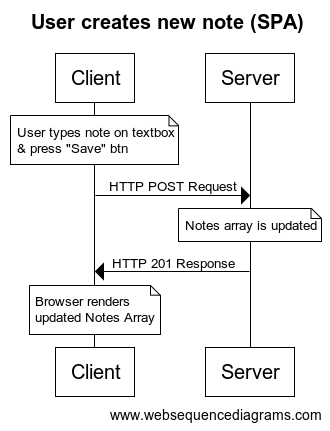 User creates new note (SPA)
Client
Server
User types note on textbox
& press "Save" btn
HTTP POST Request
Notes array is updated
HTTP 201 Response
Browser renders
updated Notes Array
Client
Server
www.websequencediagrams.com